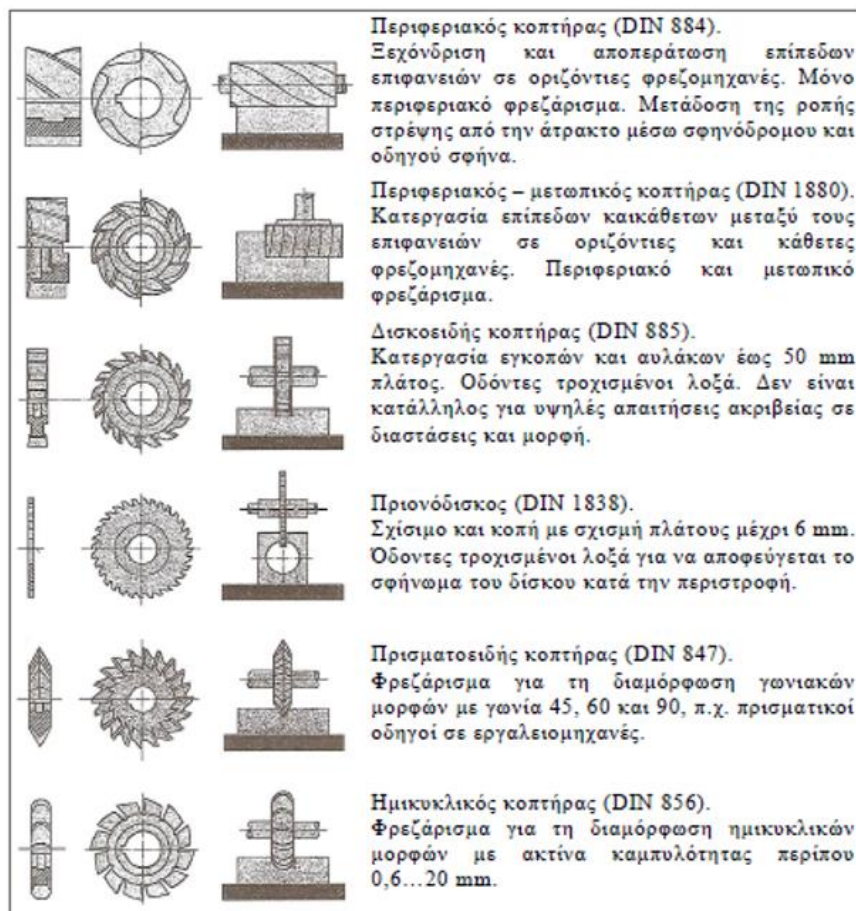 Περιφεριακός κοπτήρας (DIN 884).
Ξεχόνδριση και αποπεράτωση επίπεδων
επιφανειών σε οριζόντιες φρεζομηχανές. Μόνο
περιφεριακό φρεζάρισμα. Μετάδοση της ροπής
στρέψης από την άτρακτο μέσω σφηνόδρομου και
οδηγού σφήνα.
Περιφεριακός – μετωπικός κοπτήρας (DIN 1880).
Κατεργασία επίπεδων καικάθετων μεταξύ τους
επιφανειών σε οριζόντιες και κάθετες
φρεζομηχανές. Περιφεριακό και μετωπικό
φρεζάρισμα.
Δισκοειδής κοπτήρας (DIN 885).
Κατεργασία εγκοπών και αυλάκων έως 50 mm
πλάτος. Οδόντες τροχισμένοι λοξά. Δεν είναι
κατάλληλος για υψηλές απαιτήσεις ακριβείας σε
διαστάσεις και μορφή.
Πριονόδισκος (DIN 1838).
Σχίσιμο και κοπή με σχισμή πλάτους μέχρι 6 mm.
Όδοντες τροχισμένοι λοξά για να αποφεύγεται το
σφήνωμα του δίσκου κατά την περιστροφή.
Πρισματοειδής κοπτήρας (DIN 847).
Φρεζάρισμα για τη διαμόρφωση γωνιακών
μορφών με γωνία 45, 60 και 90, π.χ. πρισματικοί
οδηγοί σε εργαλειομηχανές.
Ημικυκλικός κοπτήρας (DIN 856).
Φρεζάρισμα για τη διαμόρφωση ημικυκλικών
μορφών με ακτίνα καμπυλότητας περίπου
0,6...20 mm.